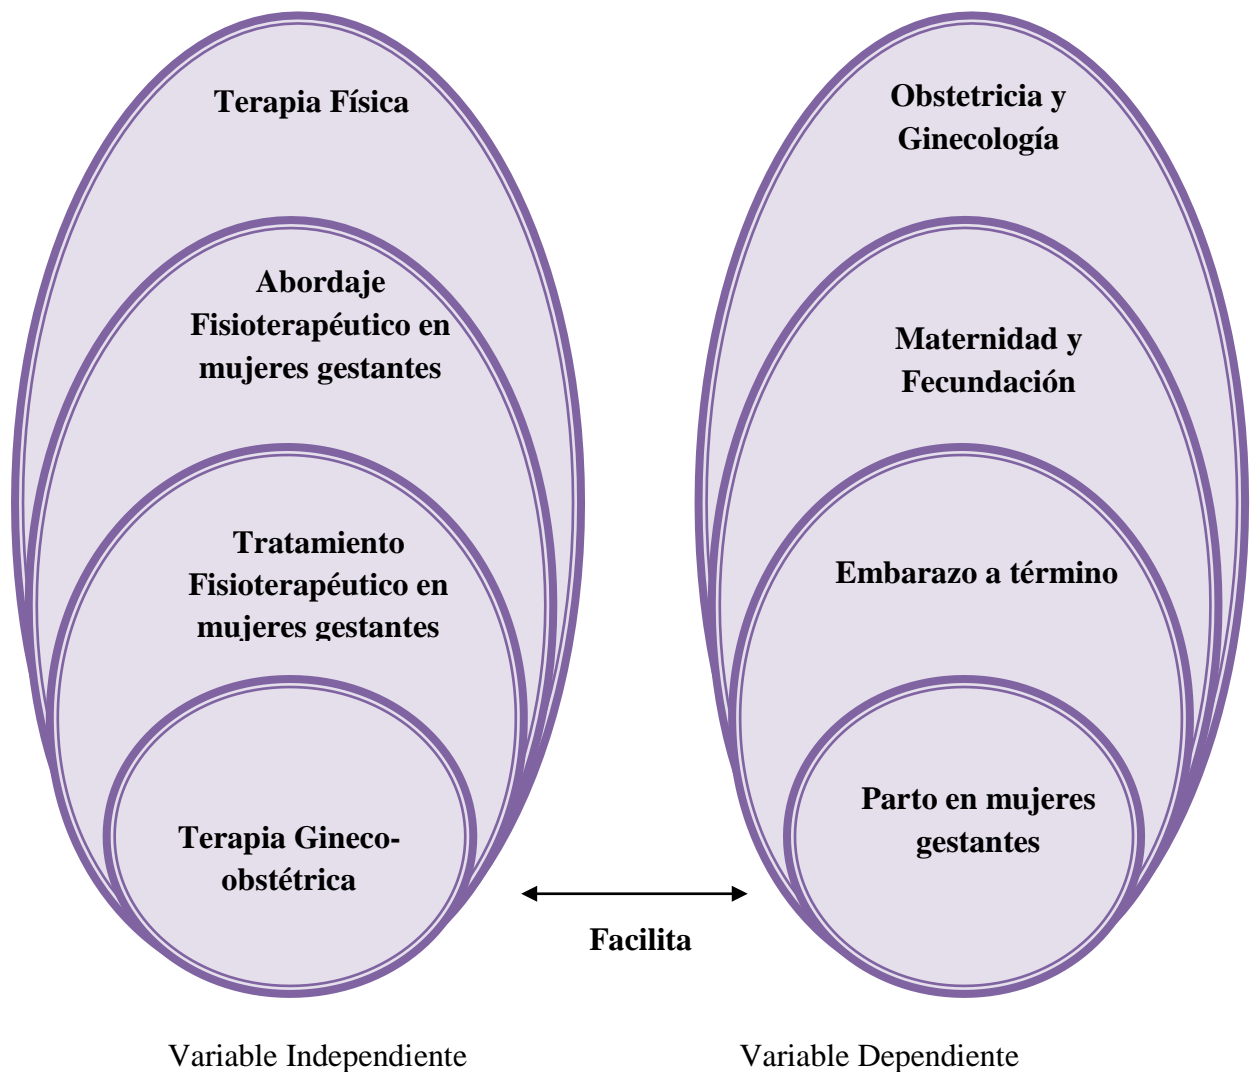 Terapia Física
Abordaje
Fisioterapéutico en
mujeres gestantes
Tratamiento
Fisioterapéutico en
mujeres gestantes
Terapia Gineco-
obstétrica
Obstetricia y
Ginecología
Maternidad y
Fecundación
Embarazo a término
Parto en mujeres
gestantes
Facilita
Variable Independiente
Variable Dependiente